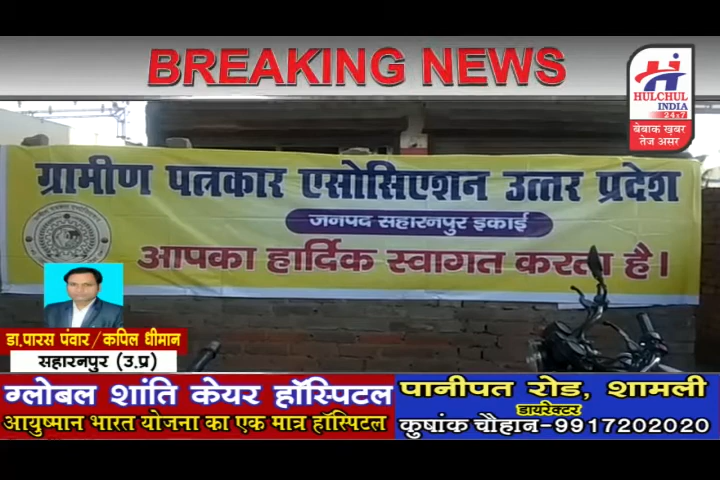 BREAKING NEWS
HULCHUL
INDIA
24x7
बेबाक ख़बर
तेज असर
ग्रामीण पत्रकार एसोसिएशन उत्तर प्रदेश
जनपद सहारनपुर इकाई
आपका हार्दिक स्वागत करता है।
डा.पारस पंवार/कपिल धीमान
सहारनपुर (उ.प्र)
ग्लोबल शांति केयर हॉस्पिटल
आयुष्मान भारत योजना का एक मात्र हॉस्पिटल
पानीपत रोड, शामली
डायरेक्टर
कुषांक चौहान-9917202020